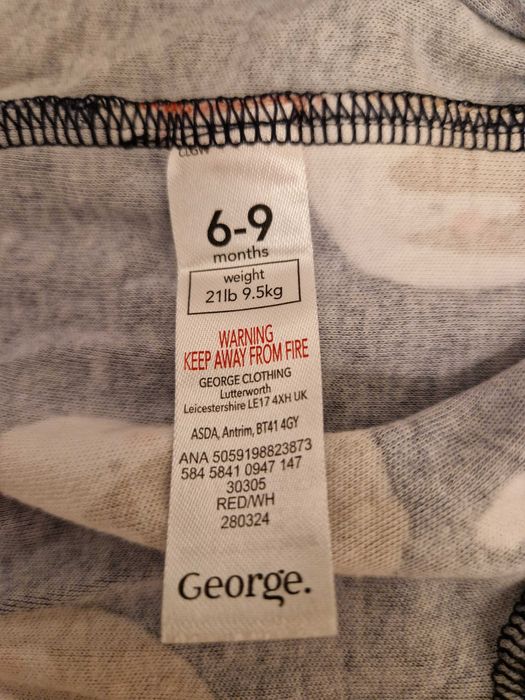 6-9
months
weight
21lb 9.5kg
WARNING
KEEP AWAY FROM FIRE
GEORGE CLOTHING
Lutterworth
Leicestershire LE17 4XH UK
ASDA, Antrim, BT41 4GY
ANA 5059198823873
584 5841 0947 147
30305
RED/WH
280324
George.